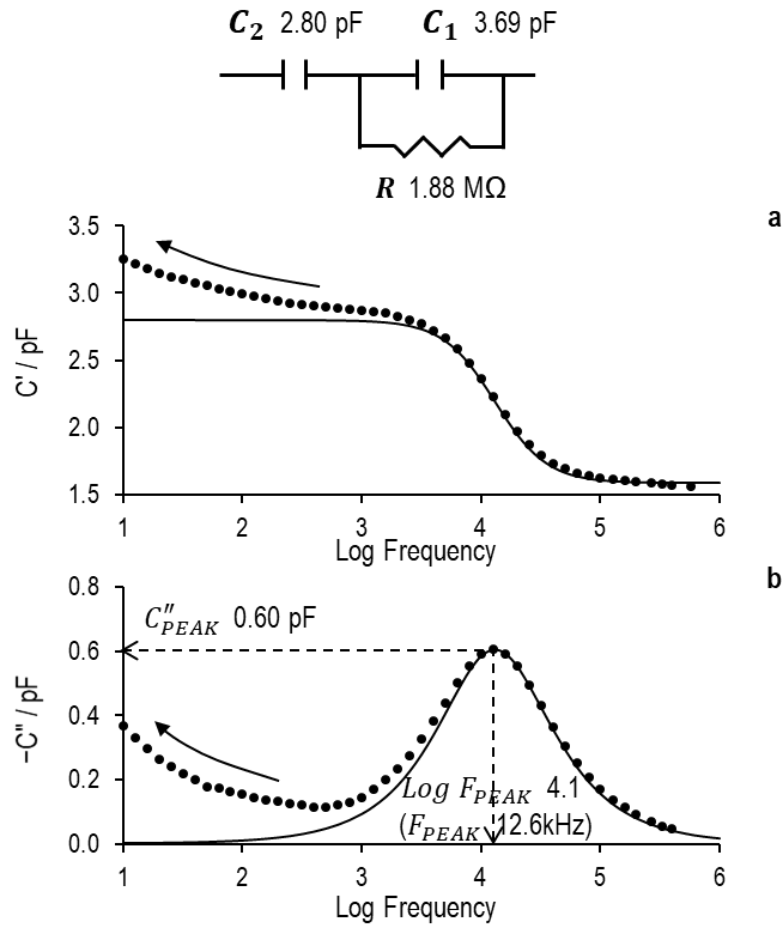 C₂ 2.80 pF C₁ 3.69 pF
R 1.88 MΩ
a
3.5
3.0
2.5
2.0
1.5
C' / pF
1 2 3 4 5 6
Log Frequency
b
0.8
0.6
0.4
0.2
0.0
−C" / pF
C″PEAK 0.60 pF
Log FPEAK 4.1
(FPEAK 12.6kHz)
1 2 3 4 5 6
Log Frequency